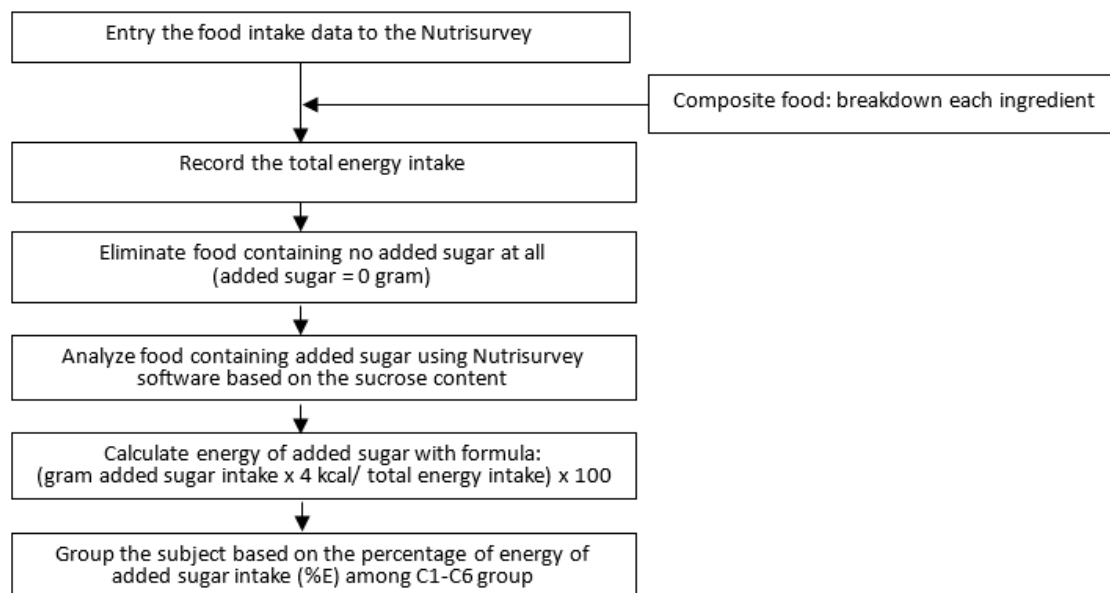 Entry the food intake data to the Nutrisurvey
Composite food: breakdown each ingredient
Record the total energy intake
Eliminate food containing no added sugar at all
(added sugar = 0 gram)
Analyze food containing added sugar using Nutrisurvey
software based on the sucrose content
Calculate energy of added sugar with formula:
(gram added sugar intake x 4 kcal/ total energy intake) x 100
Group the subject based on the percentage of energy of
added sugar intake (%E) among C1-C6 group